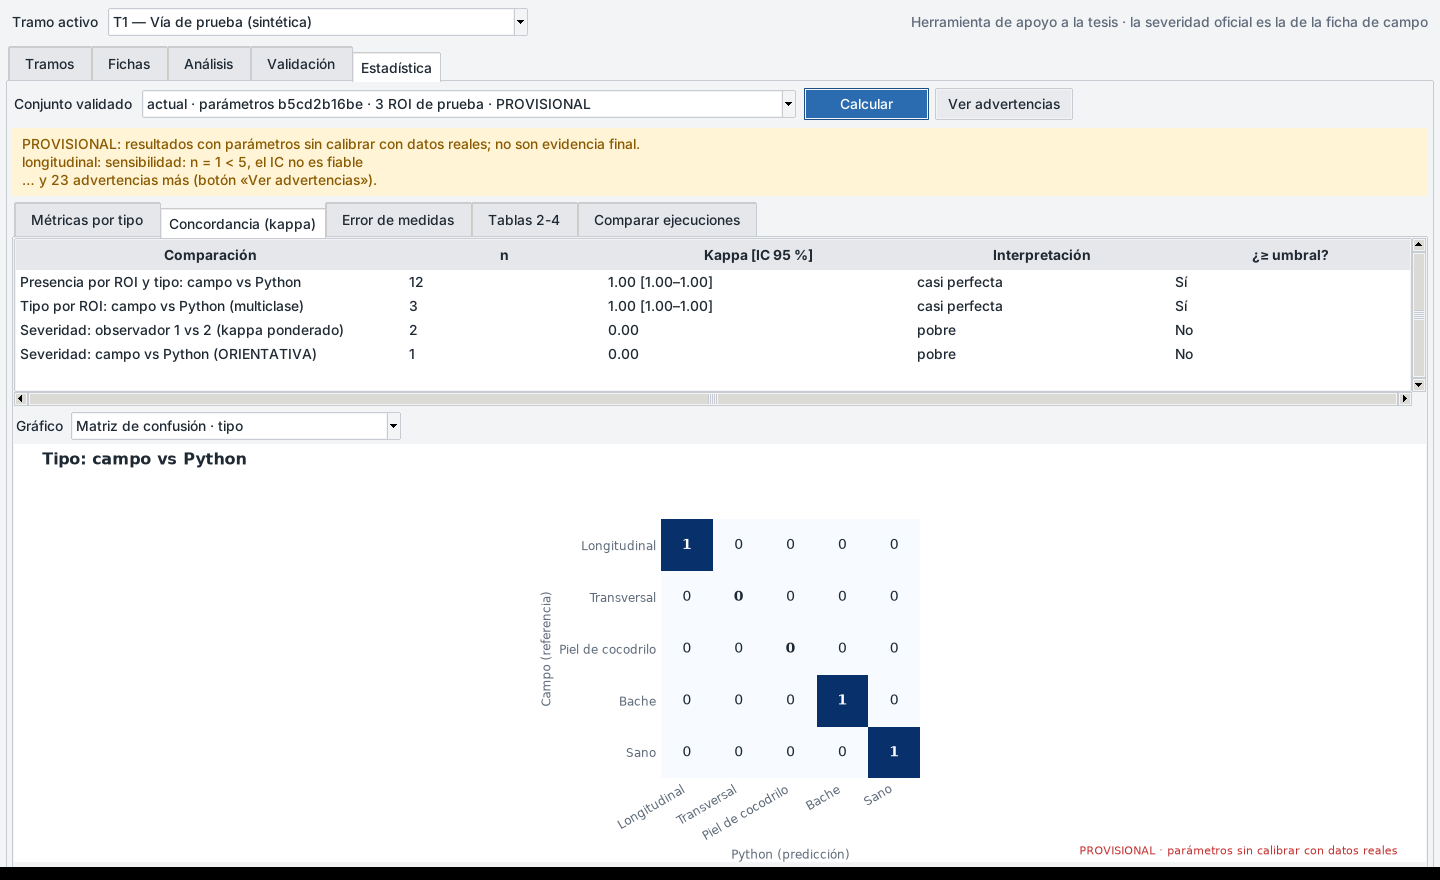 Tramo activo T1 — Vía de prueba (sintética) Herramienta de apoyo a la tesis · la severidad oficial es la de la ficha de campo
Tramos Fichas Análisis Validación Estadística
Conjunto validado actual · parámetros b5cd2b16be · 3 ROI de prueba · PROVISIONAL Calcular Ver advertencias
PROVISIONAL: resultados con parámetros sin calibrar con datos reales; no son evidencia final.
longitudinal: sensibilidad: n = 1 < 5, el IC no es fiable
... y 23 advertencias más (botón «Ver advertencias»).
Métricas por tipo Concordancia (kappa) Error de medidas Tablas 2-4 Comparar ejecuciones
Comparación n Kappa [IC 95 %] Interpretación ¿≥ umbral?
Presencia por ROI y tipo: campo vs Python 12 1.00 [1.00–1.00] casi perfecta Sí
Tipo por ROI: campo vs Python (multiclase) 3 1.00 [1.00–1.00] casi perfecta Sí
Severidad: observador 1 vs 2 (kappa ponderado) 2 0.00 pobre No
Severidad: campo vs Python (ORIENTATIVA) 1 0.00 pobre No
Gráfico Matriz de confusión · tipo
Tipo: campo vs Python
Campo (referencia)
Longitudinal 1 0 0 0 0
Transversal 0 0 0 0 0
Piel de cocodrilo 0 0 0 0 0
Bache 0 0 0 1 0
Sano 0 0 0 0 1
Longitudinal Transversal Piel de cocodrilo Bache Sano
Python (predicción)
PROVISIONAL · parámetros sin calibrar con datos reales